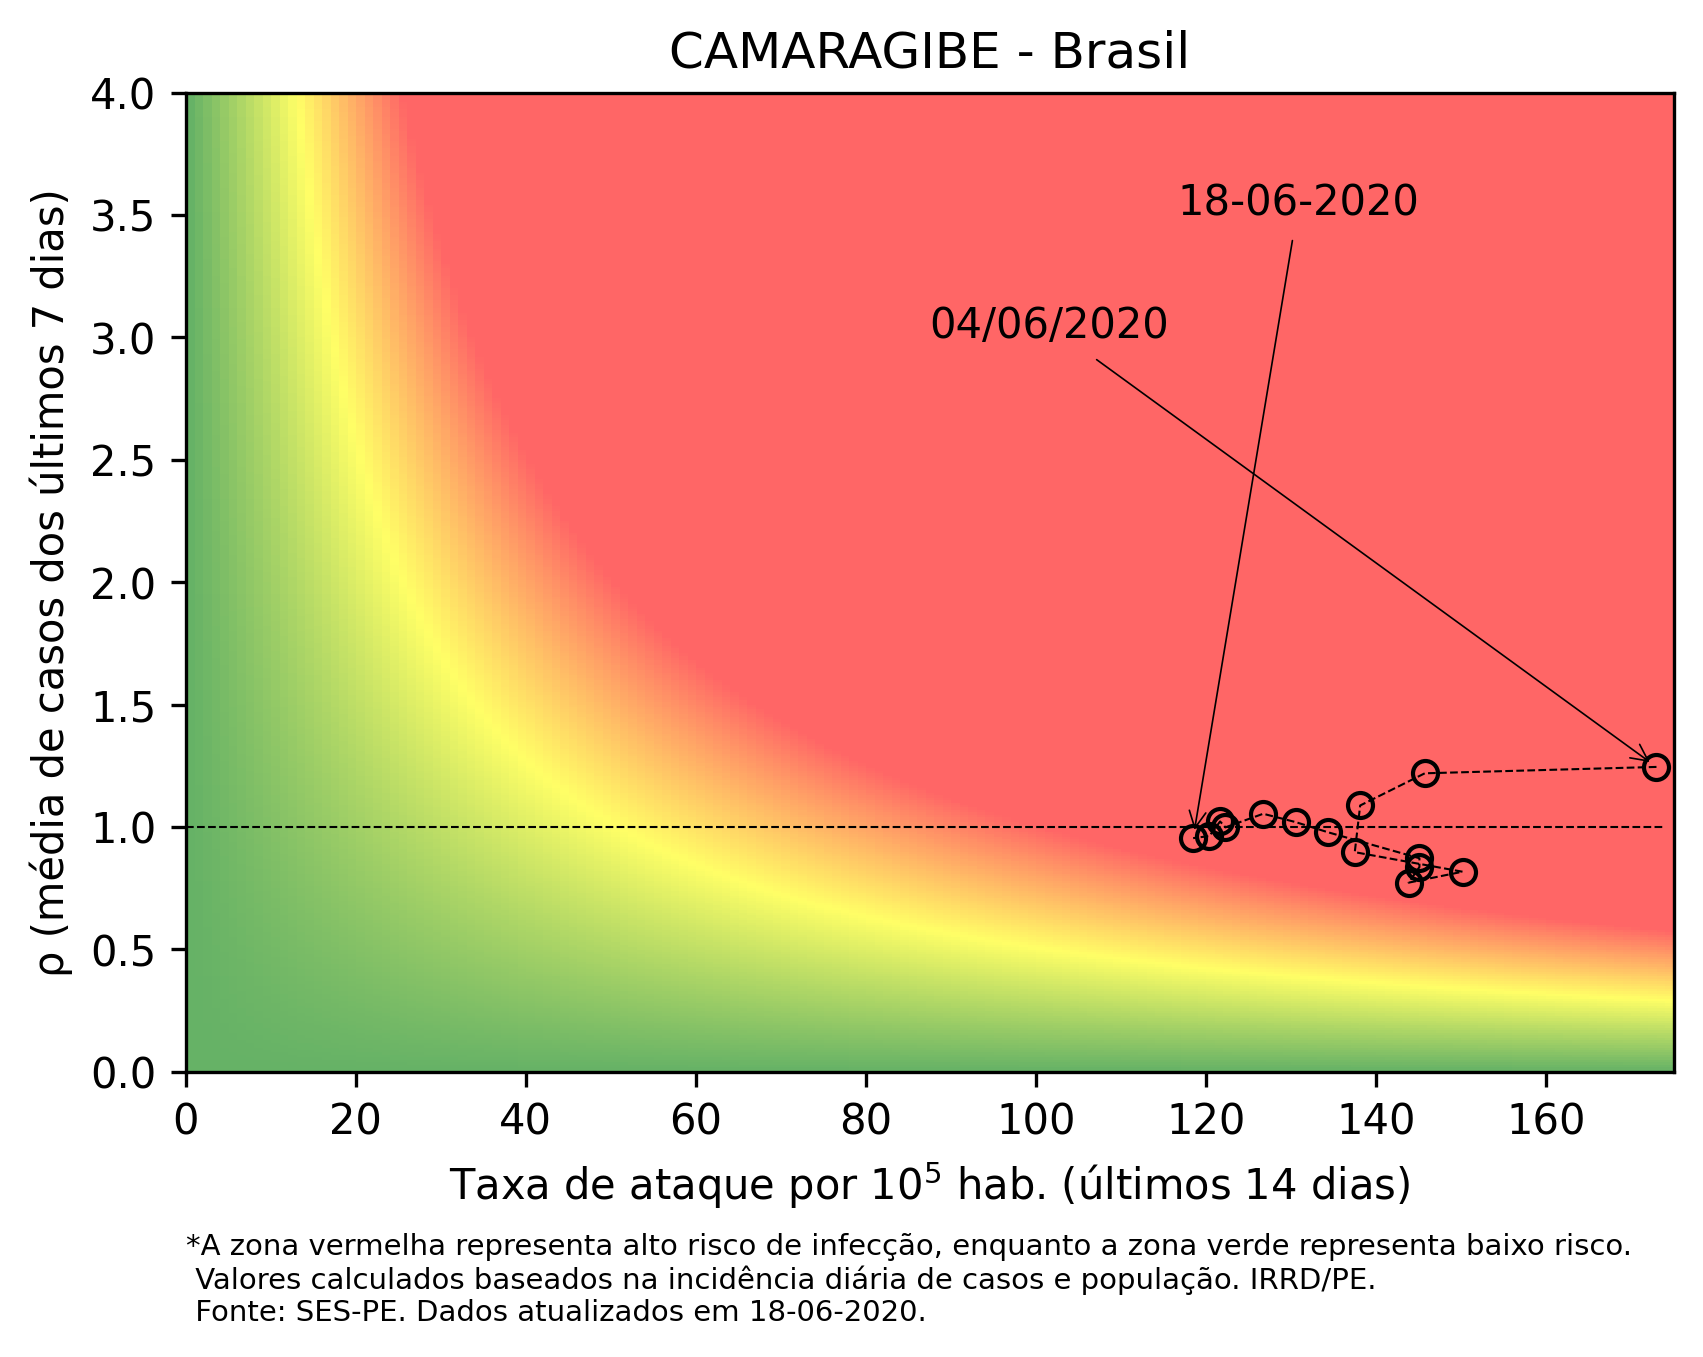 CAMARAGIBE - Brasil
4.0
3.5
3.0
2.5
2.0
1.5
1.0
0.5
0.0
ρ (média de casos dos últimos 7 dias)
18-06-2020
04/06/2020
0 20 40 60 80 100 120 140 160
Taxa de ataque por 10⁵ hab. (últimos 14 dias)
*A zona vermelha representa alto risco de infecção, enquanto a zona verde representa baixo risco.
Valores calculados baseados na incidência diária de casos e população. IRRD/PE.
Fonte: SES-PE. Dados atualizados em 18-06-2020.